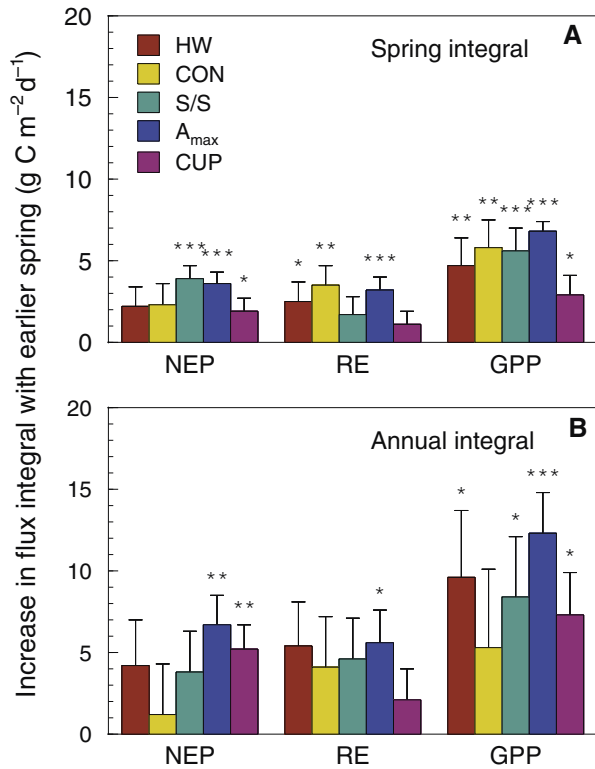 Increase in flux integral with earlier spring (g C m⁻² d⁻¹)
20
15
10
5
0
A
Spring integral
HW
CON
S/S
Amax
CUP
*** *** *
* ** ***
** ** *** *** *
NEP RE GPP
20
15
10
5
0
B
Annual integral
** **
*
* * *** *
NEP RE GPP